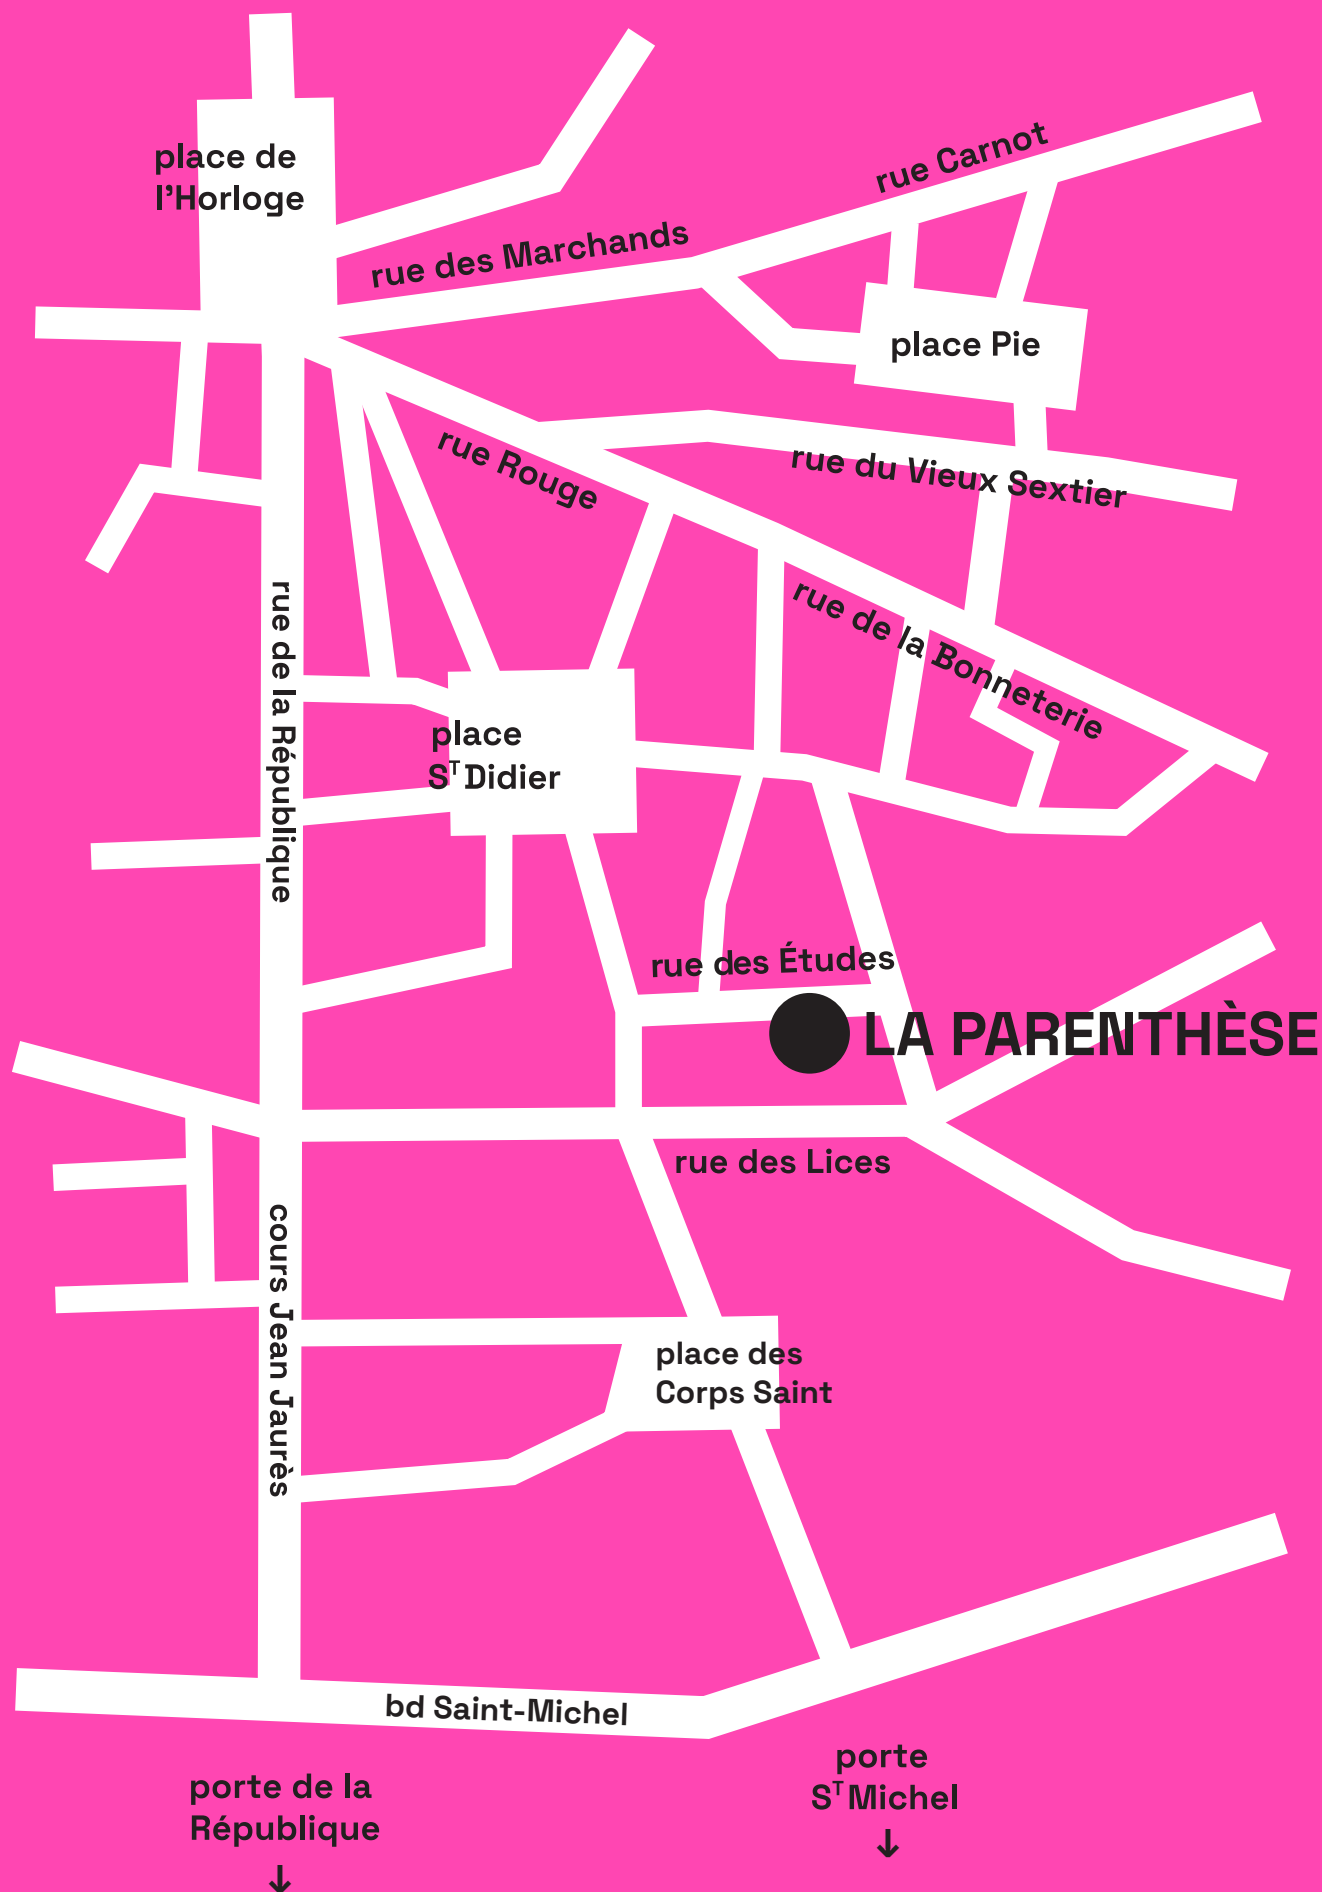 place de
l'Horloge
rue Carnot
rue des Marchands
place Pie
rue Rouge
rue du Vieux Sextier
rue de la République
rue de la Bonneterie
place
Sᵀ Didier
rue des Études
LA PARENTHÈSE
rue des Lices
cours Jean Jaurès
place des
Corps Saint
bd Saint-Michel
porte de la
République
↓
porte
Sᵀ Michel
↓